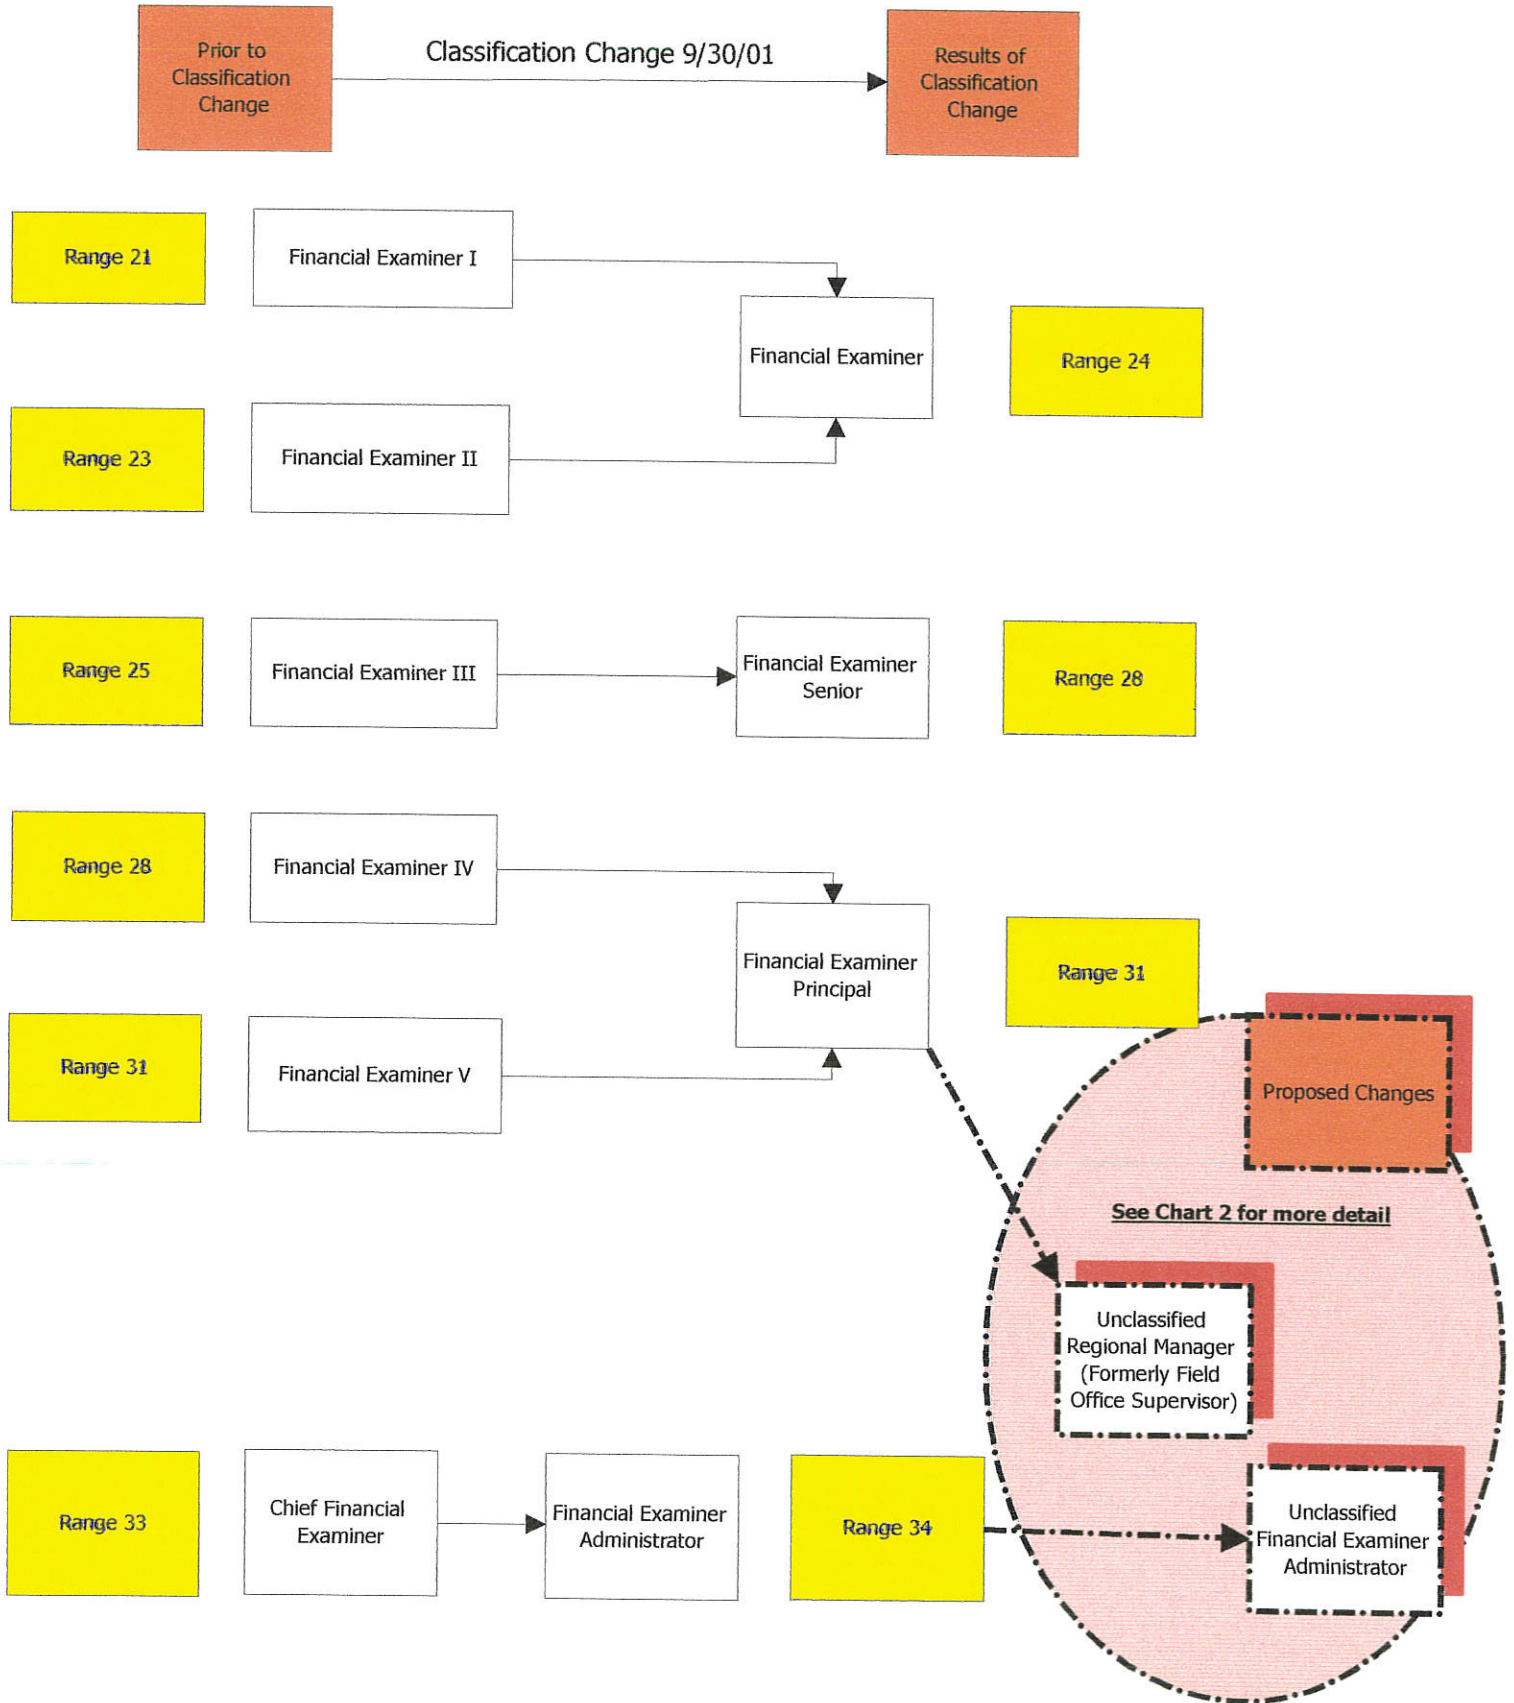 Prior to
Classification
Change
Classification Change 9/30/01
Results of
Classification
Change
Range 21
Financial Examiner I
Financial Examiner
Range 24
Range 23
Financial Examiner II
Range 25
Financial Examiner III
Financial Examiner
Senior
Range 28
Range 28
Financial Examiner IV
Financial Examiner
Principal
Range 31
Range 31
Financial Examiner V
Proposed Changes
See Chart 2 for more detail
Unclassified
Regional Manager
(Formerly Field
Office Supervisor)
Range 33
Chief Financial
Examiner
Financial Examiner
Administrator
Range 34
Unclassified
Financial Examiner
Administrator